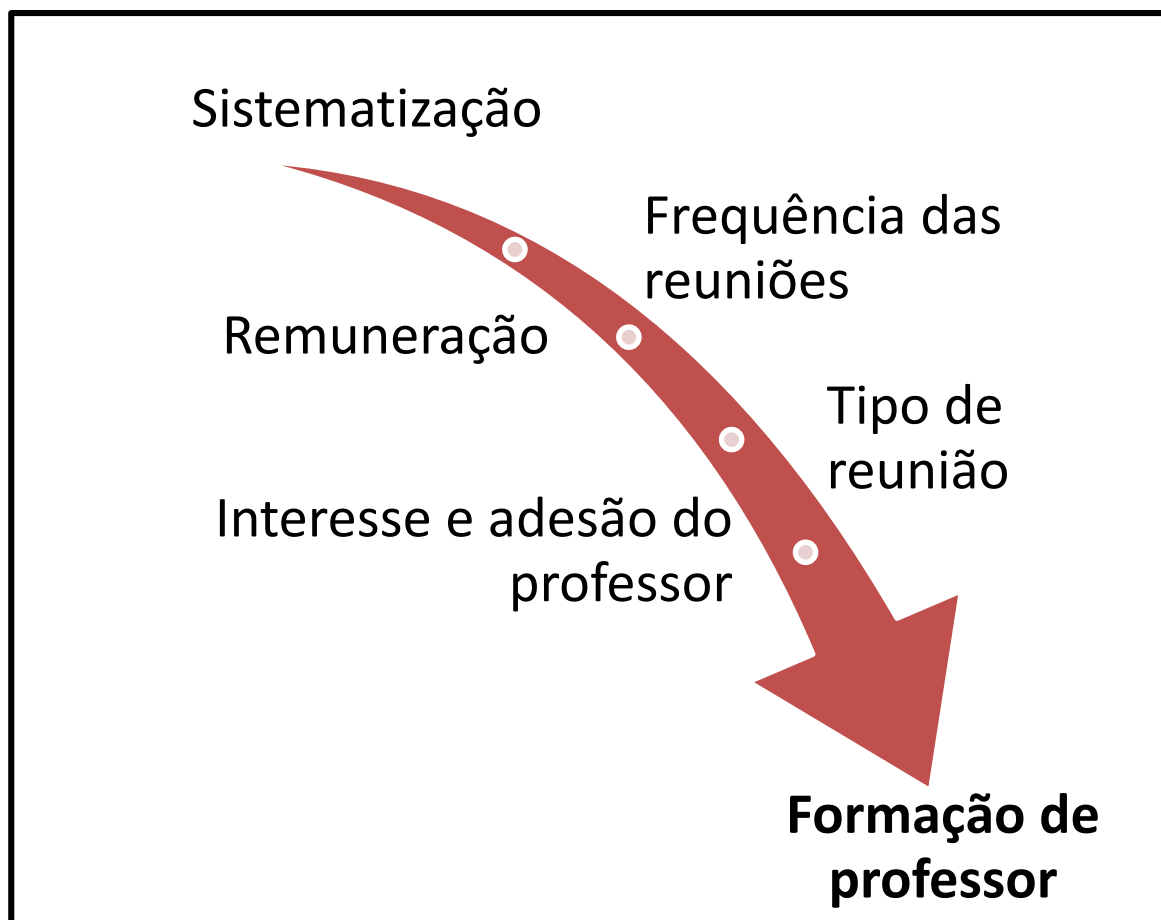 Sistematização
Frequência das
reuniões
Remuneração
Tipo de
reunião
Interesse e adesão do
professor
Formação de
professor